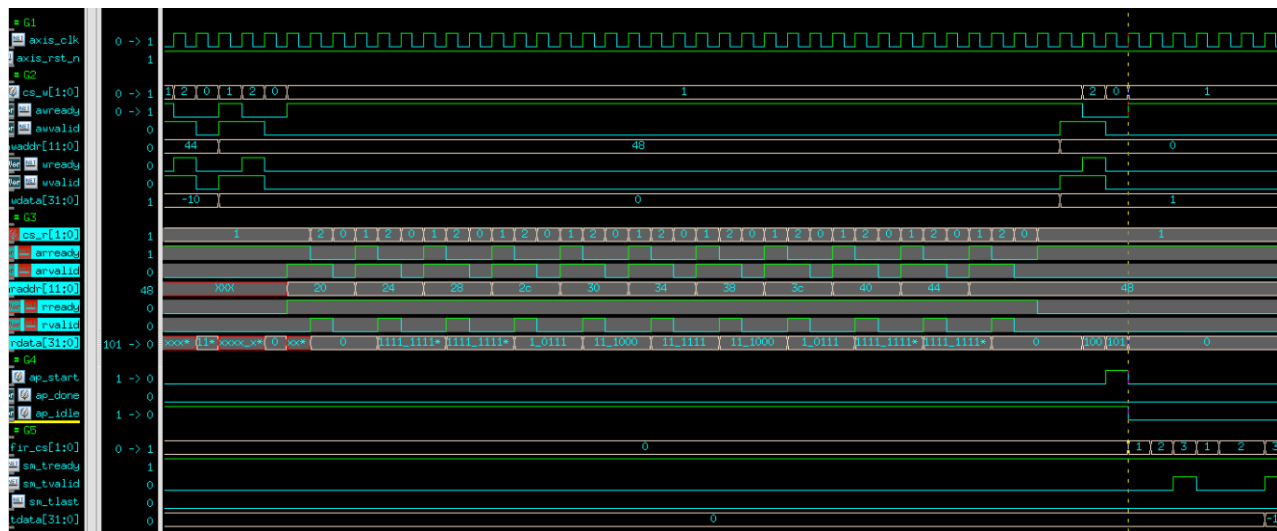 G1
axis_clk 0 -> 1
axis_rst_n 1
G2
cs_w[1:0] 0 -> 1 1 2 0 1 2 0 1 2 0 1
awready 0 -> 1
awvalid 0
waddr[11:0] 0 44 48 0
wready 0
wvalid 0
wdata[31:0] 1 -10 0 1
G3
cs_r[1:0] 1 1 2 0 1 2 0 1 2 0 1 2 0 1 2 0 1 2 0 1 2 0 1 2 0 1 2 0 1 2 0 1 2 0 1
arready 1
arvalid 0
raddr[11:0] 48 XXX 20 24 28 2c 30 34 38 3c 40 44 48
rready 0
rvalid 0
rdata[31:0] 101 -> 0 xxx* 11* xxxx_x* 0 xx* 0 1111_1111* 1111_1111* 1_0111 11_1000 11_1111 11_1000 1_0111 1111_1111* 1111_1111* 0 100 101 0
G4
ap_start 1 -> 0
ap_done 0
ap_idle 1 -> 0
G5
fir_cs[1:0] 0 -> 1 0 1 2 3 1 2 3
sm_tready 1
sm_tvalid 0
sm_tlast 0
tdata[31:0] 0 0